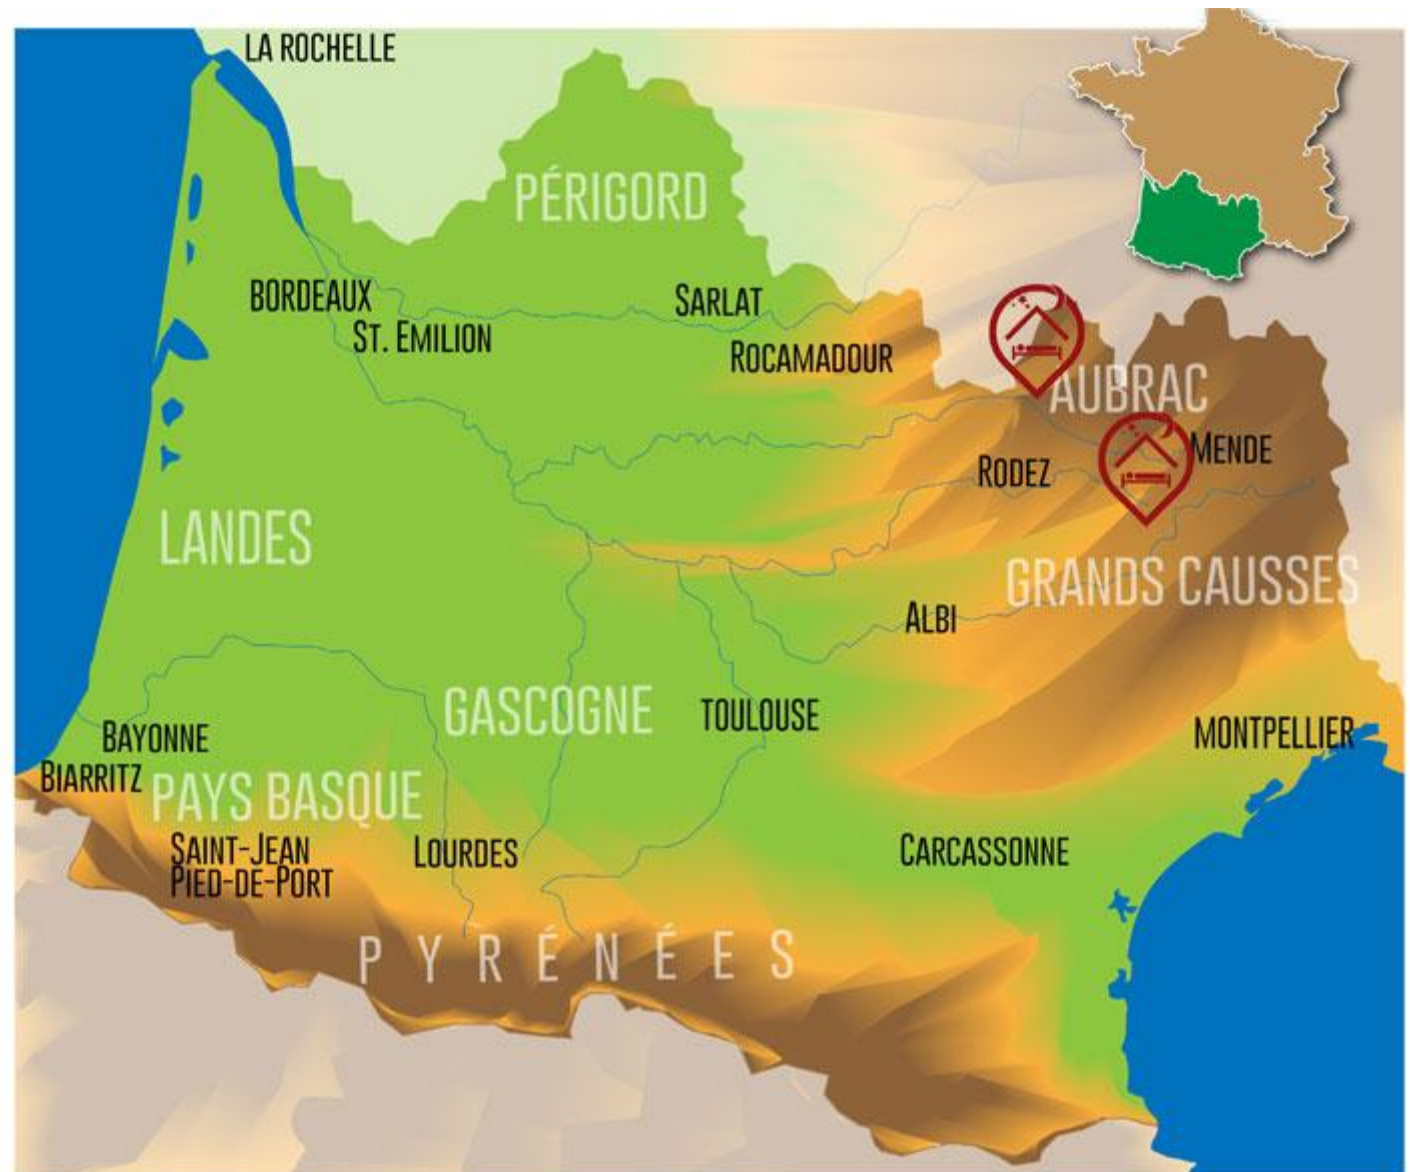 LA ROCHELLE
PÉRIGORD
BORDEAUX
SARLAT
ST. EMILION
ROCAMADOUR
AUBRAC
MENDE
RODEZ
LANDES
GRANDS CAUSSES
ALBI
GASCOGNE
TOULOUSE
BAYONNE
MONTPELLIER
BIARRITZ
PAYS BASQUE
SAINT-JEAN
PIED-DE-PORT
LOURDES
CARCASSONNE
PYRÉNÉES